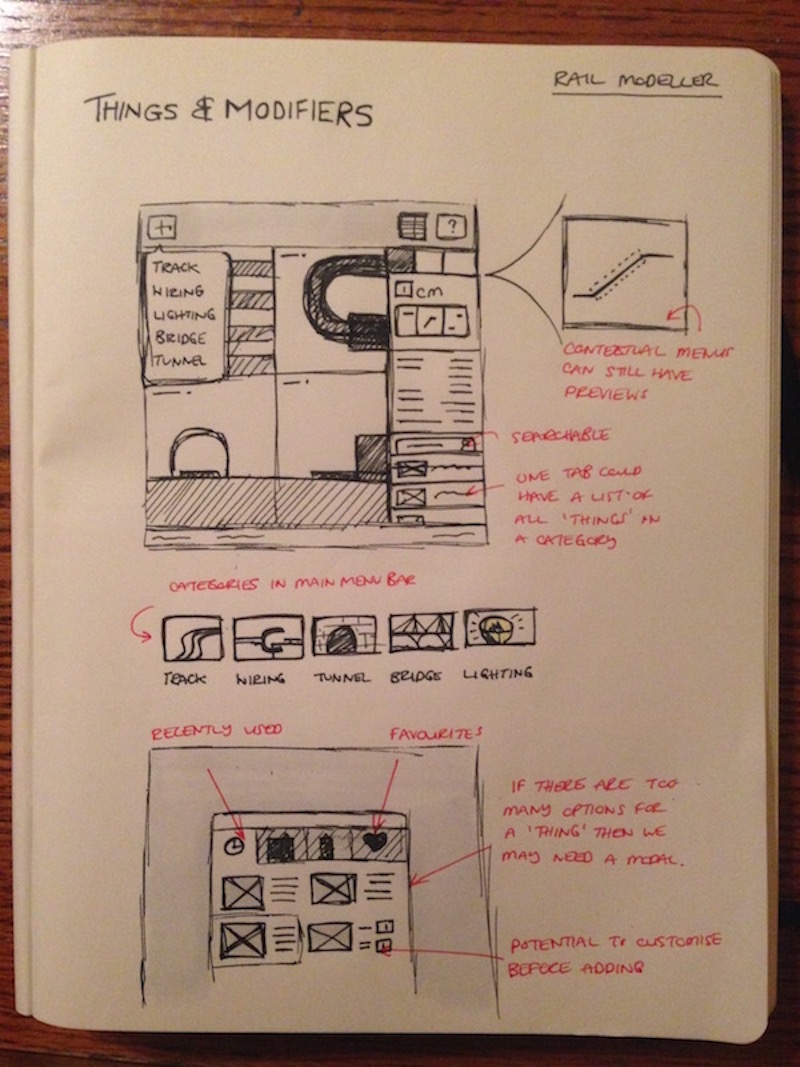 RAIL MODELLER
THINGS & MODIFIERS
+
?
TRACK
WIRING
LIGHTING
BRIDGE
TUNNEL
cm
CONTEXTUAL MENUS
CAN STILL HAVE
PREVIEWS
SEARCHABLE
ONE TAB COULD
HAVE A LIST OF
ALL 'THINGS' IN
A CATEGORY
CATEGORIES IN MAIN MENU BAR
TRACK WIRING TUNNEL BRIDGE LIGHTING
RECENTLY USED
FAVOURITES
IF THERE ARE TOO
MANY OPTIONS FOR
A 'THING' THEN WE
MAY NEED A MODAL.
POTENTIAL TO CUSTOMISE
BEFORE ADDING